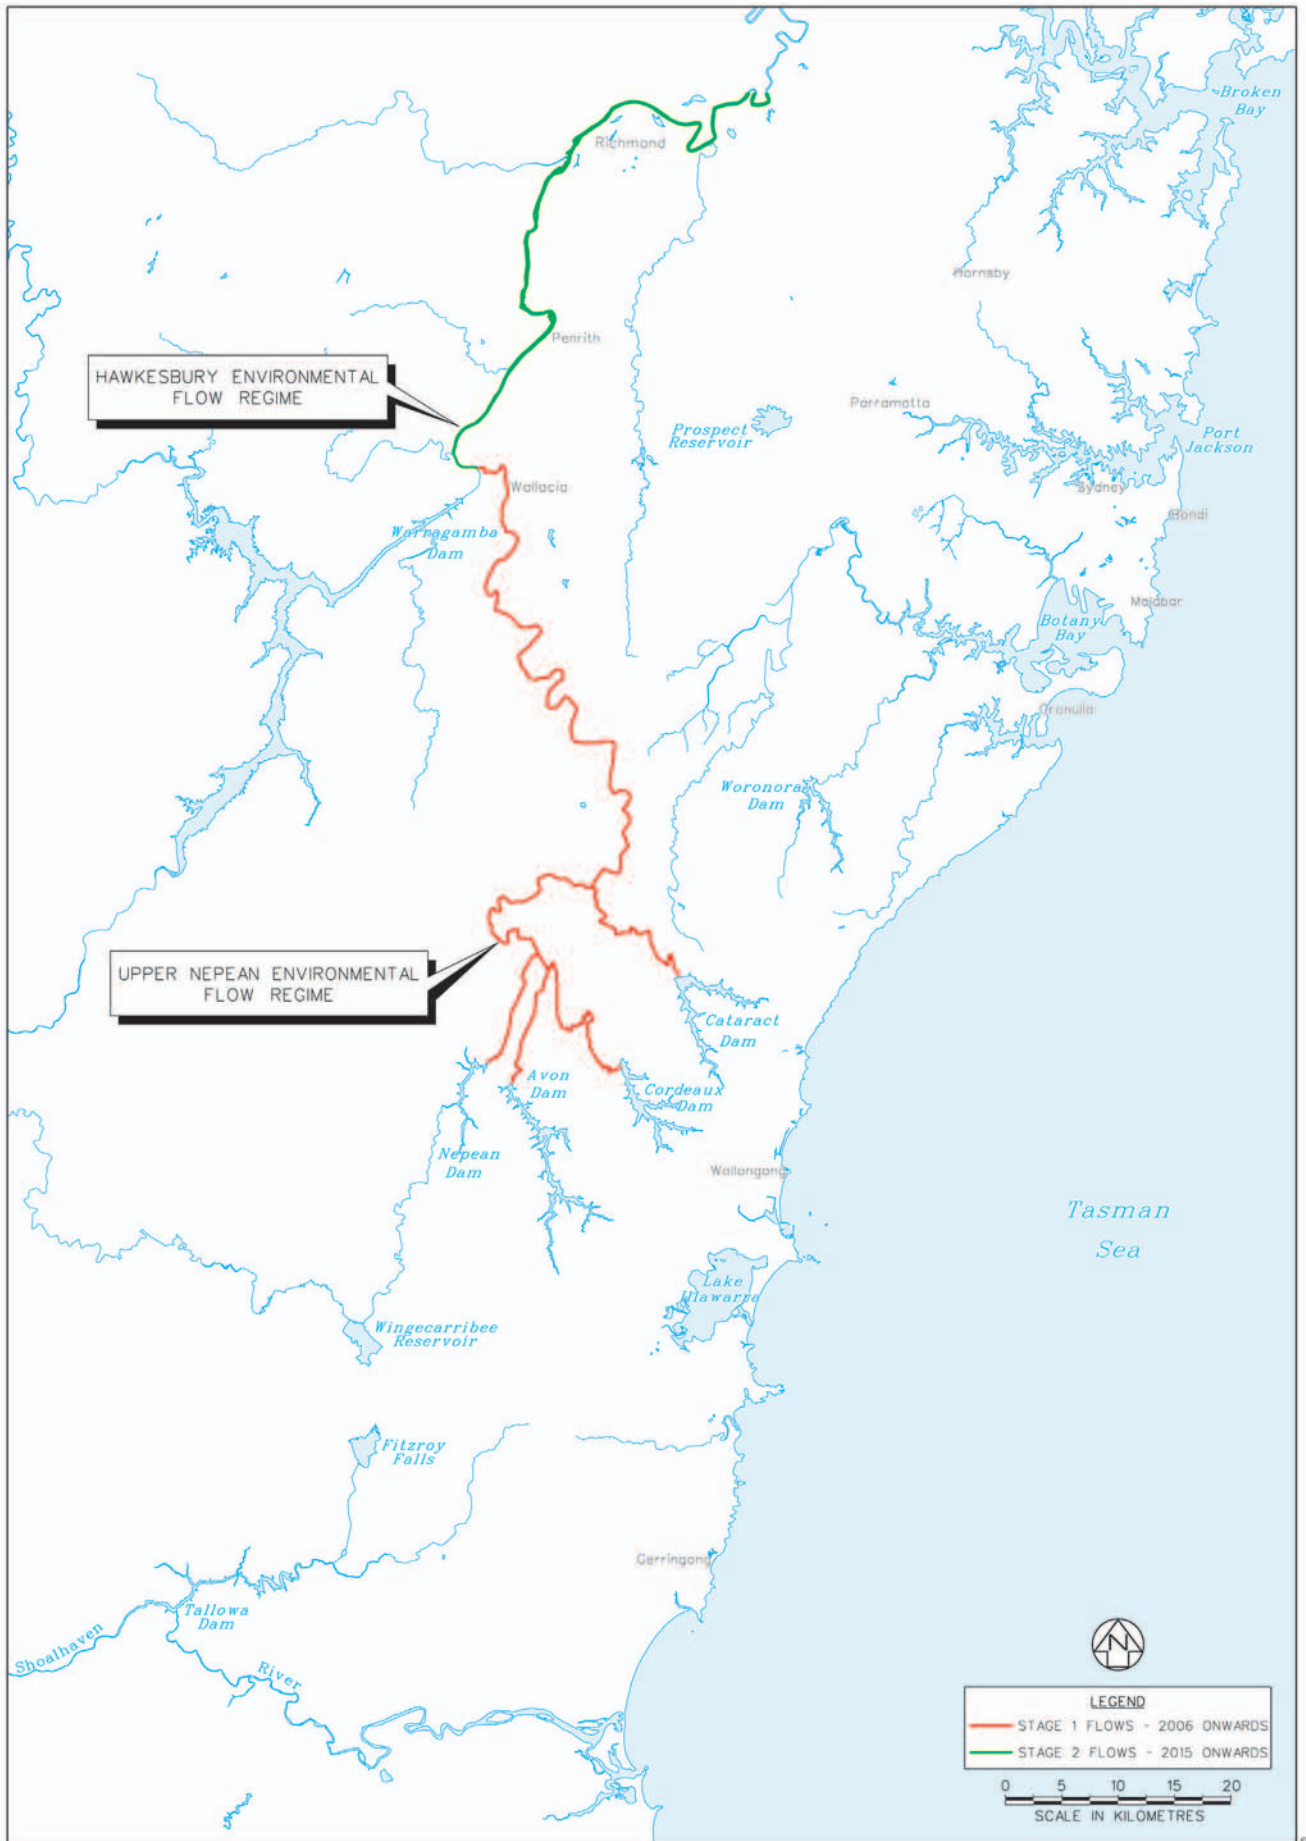 Broken
Bay
Richmond
Hornsby
Penrith
HAWKESBURY ENVIRONMENTAL
FLOW REGIME
Parramatta
Prospect
Reservoir
Port
Jackson
Wallacia
Sydney
Bondi
Warragamba
Dam
Malabar
Botany
Bay
Cronulla
Woronora
Dam
UPPER NEPEAN ENVIRONMENTAL
FLOW REGIME
Cataract
Dam
Avon
Dam
Cordeaux
Dam
Nepean
Dam
Wollongong
Tasman
Sea
Lake
Illawarra
Wingecarribee
Reservoir
Fitzroy
Falls
Gerringong
Tallowa
Dam
Shoalhaven
River
N
LEGEND
STAGE 1 FLOWS - 2006 ONWARDS
STAGE 2 FLOWS - 2015 ONWARDS
0 5 10 15 20
SCALE IN KILOMETRES